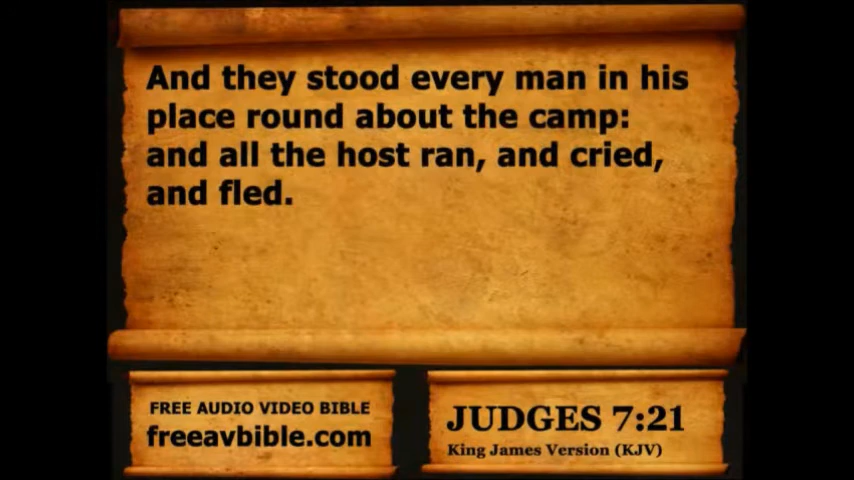 And they stood every man in his
place round about the camp:
and all the host ran, and cried,
and fled.
FREE AUDIO VIDEO BIBLE
freeavbible.com
JUDGES 7:21
King James Version (KJV)